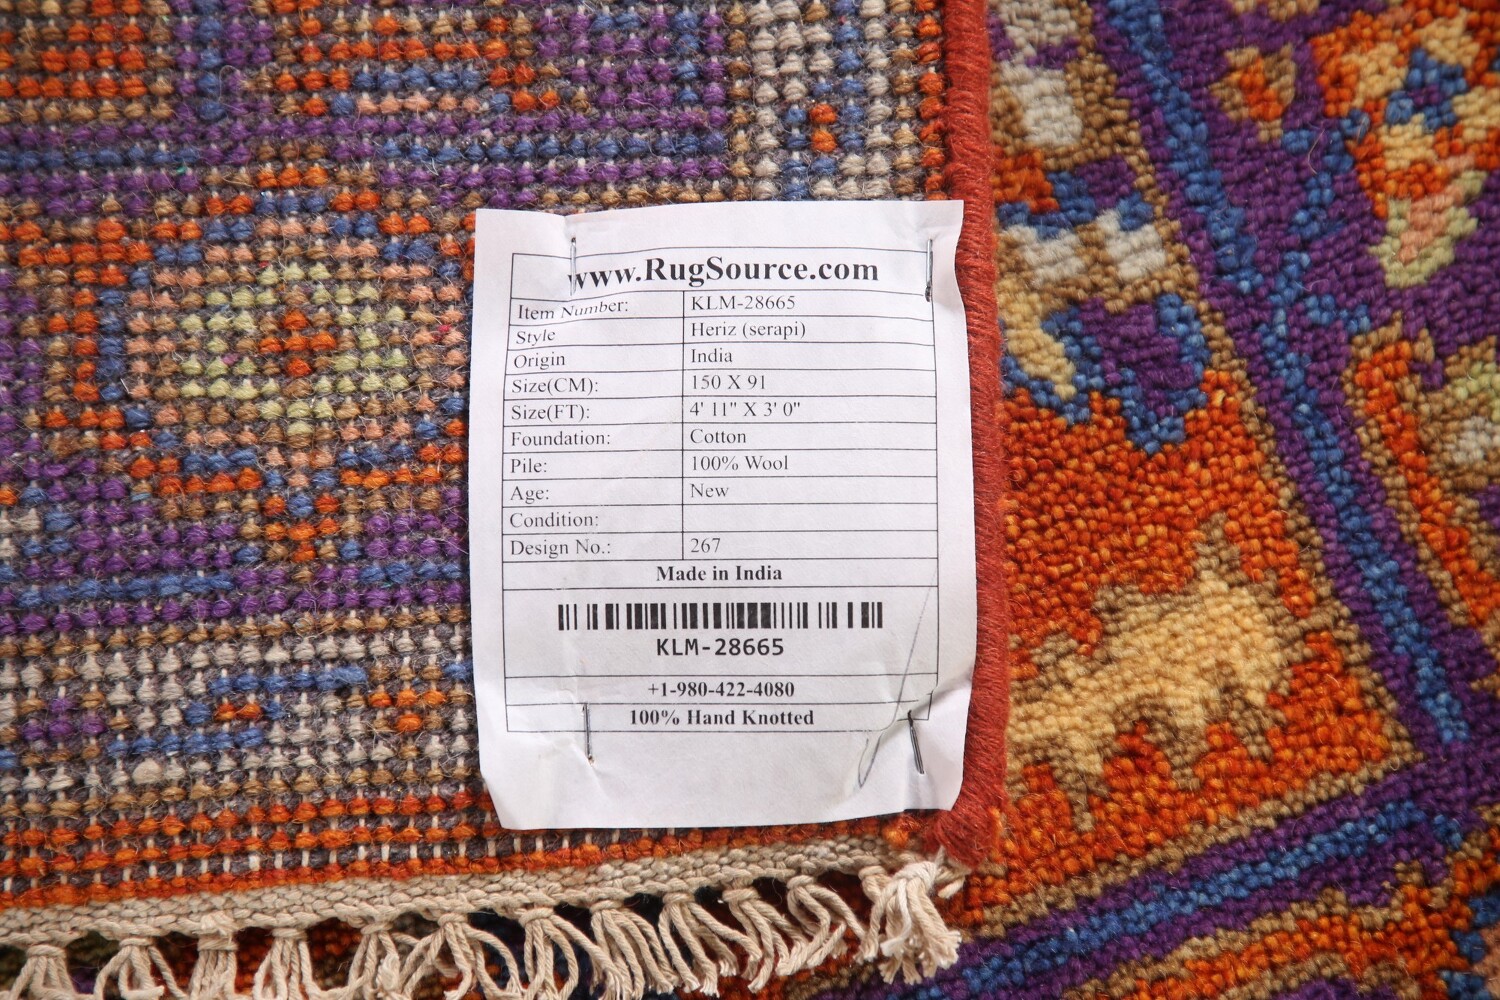 www.RugSource.com
Item Number: KLM-28665
Style Heriz (serapi)
Origin India
Size(CM): 150 X 91
Size(FT): 4' 11" X 3' 0"
Foundation: Cotton
Pile: 100% Wool
Age: New
Condition:
Design No.: 267
Made in India
KLM-28665
+1-980-422-4080
100% Hand Knotted